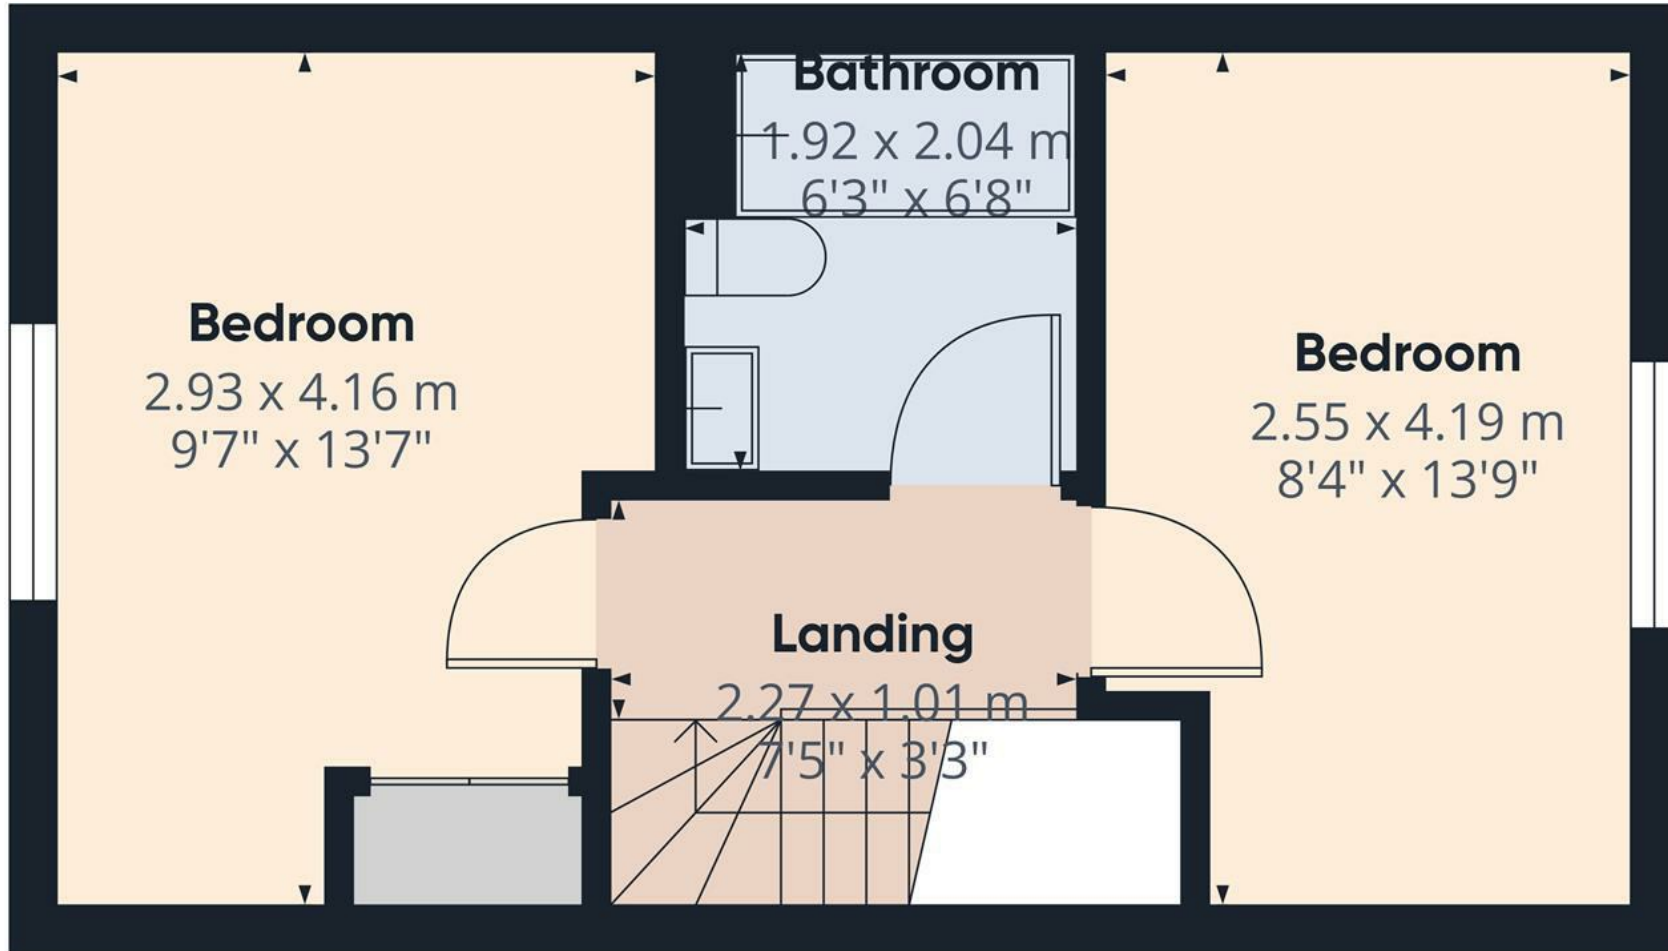 Bathroom
1.92 x 2.04 m
6'3" x 6'8"
Bedroom
2.93 x 4.16 m
9'7" x 13'7"
Bedroom
2.55 x 4.19 m
8'4" x 13'9"
Landing
2.27 x 1.01 m
7'5" x 3'3"